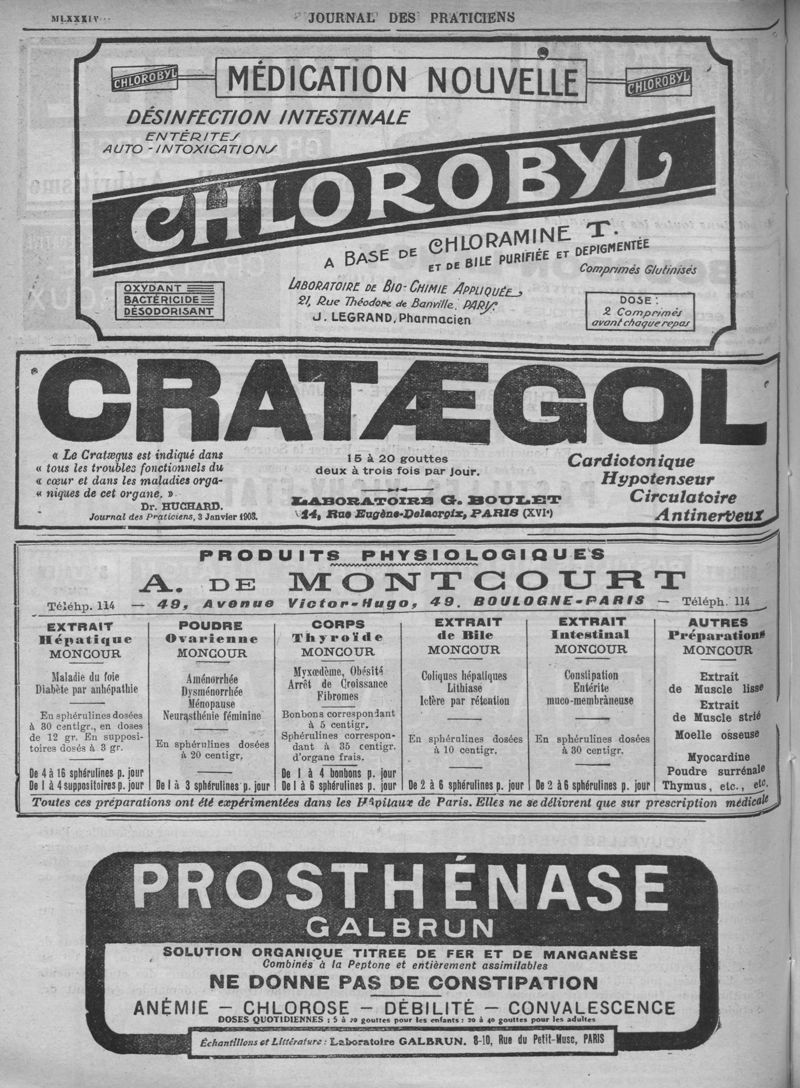 MLXXXIV
JOURNAL DES PRATICIENS
CHLOROBYL
MÉDICATION NOUVELLE
CHLOROBYL
DÉSINFECTION INTESTINALE
ENTÉRITES
AUTO-INTOXICATIONS
CHLOROBYL
A BASE DE CHLORAMINE T.
ET DE BILE PURIFIÉE ET DÉPIGMENTÉE
Comprimés Glutinisés
OXYDANT
BACTÉRICIDE
DÉSODORISANT
LABORATOIRE DE BIO-CHIMIE APPLIQUÉE
21, Rue Théodore de Banville, PARIS.
J. LEGRAND, Pharmacien
DOSE:
2 Comprimés
avant chaque repas
CRATÆGOL
« Le Cratægus est indiqué dans
« tous les troubles fonctionnels du
« cœur et dans les maladies orga-
« niques de cet organe. »
Dr. HUCHARD.
Journal des Praticiens, 3 Janvier 1903.
15 à 20 gouttes
deux à trois fois par jour.
LABORATOIRE G. BOULET
14, Rue Eugène-Delacroix, PARIS (XVIe)
Cardiotonique
Hypotenseur
Circulatoire
Antinerveux
PRODUITS PHYSIOLOGIQUES
A. DE MONTCOURT
Téléhp. 114 — 49, Avenue Victor-Hugo, 49. BOULOGNE-PARIS — Téléph. 114
EXTRAIT
Hépatique
MONCOUR
Maladie du foie
Diabète par anhépathie
En sphérulines dosées
à 30 centigr., en doses
de 12 gr. En supposi-
toires dosés à 3 gr.
De 4 à 16 sphérulines p. jour
De 1 à 4 suppositoires p. jour
POUDRE
Ovarienne
MONCOUR
Aménorrhée
Dysménorrhée
Ménopause
Neurasthénie féminine
En sphérulines dosées
à 20 centigr.
De 1 à 3 sphérulines p. jour
CORPS
Thyroïde
MONCOUR
Myxœdème, Obésité
Arrêt de Croissance
Fibromes
Bonbons correspondant
à 5 centigr.
Sphérulines correspon-
dant à 35 centigr.
d'organe frais.
De 1 à 4 bonbons p. jour
De 1 à 6 sphérulines p. jour
EXTRAIT
de Bile
MONCOUR
Coliques hépatiques
Lithiase
Ictère par rétention
En sphérulines dosées
à 10 centigr.
De 2 à 6 sphérulines p. jour
EXTRAIT
Intestinal
MONCOUR
Constipation
Entérite
muco-membràneuse
En sphérulines dosées
à 30 centigr.
De 2 à 6 sphérulines p. jour
AUTRES
Préparations
MONCOUR
Extrait
de Muscle lisse
Extrait
de Muscle strié
Moelle osseuse
Myocardine
Poudre surrénale
Thymus, etc., etc.
Toutes ces préparations ont été expérimentées dans les Hôpitaux de Paris. Elles ne se délivrent que sur prescription médicale
PROSTHÉNASE
GALBRUN
SOLUTION ORGANIQUE TITREE DE FER ET DE MANGANÈSE
Combinés à la Peptone et entièrement assimilables
NE DONNE PAS DE CONSTIPATION
ANÉMIE — CHLOROSE — DÉBILITÉ — CONVALESCENCE
DOSES QUOTIDIENNES : 5 à 20 gouttes pour les enfants : 20 à 40 gouttes pour les adultes
Échantillons et Littérature : Laboratoire GALBRUN. 8-10, Rue du Petit-Musc, PARIS